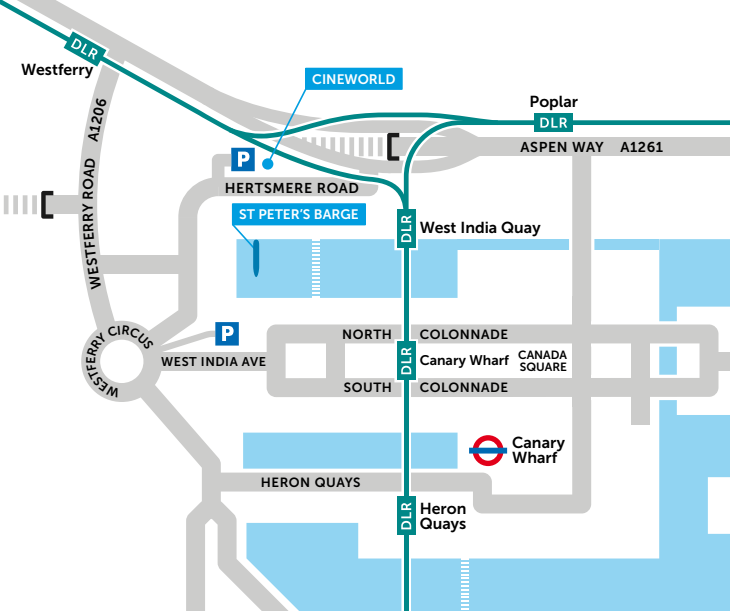 DLR
Westferry
CINEWORLD
Poplar
DLR
A1206
ASPEN WAY A1261
P
HERTSMERE ROAD
WESTFERRY ROAD
ST PETER'S BARGE
DLR
West India Quay
WESTFERRY CIRCUS
P
NORTH COLONNADE
WEST INDIA AVE
DLR
Canary Wharf
CANADA
SQUARE
SOUTH COLONNADE
Canary
Wharf
HERON QUAYS
DLR
Heron
Quays